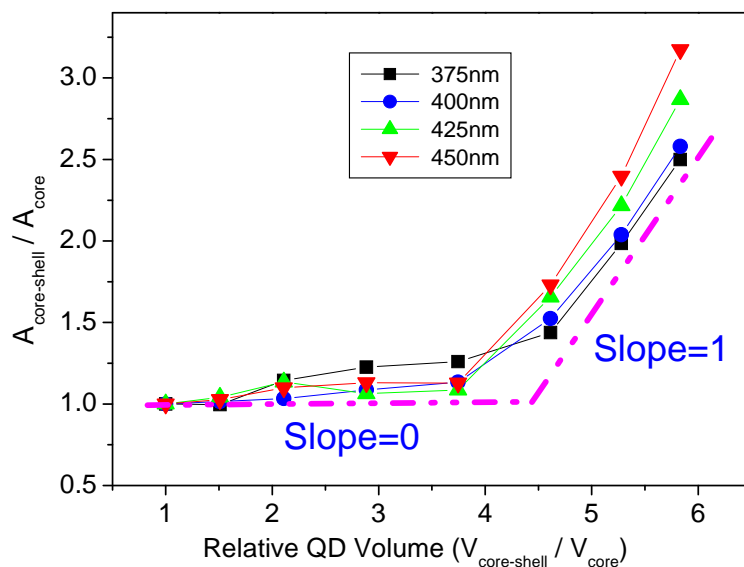 A_core-shell / A_core
3.0
2.5
2.0
1.5
1.0
0.5
375nm
400nm
425nm
450nm
Slope=1
Slope=0
1
2
3
4
5
6
Relative QD Volume (V_core-shell / V_core)